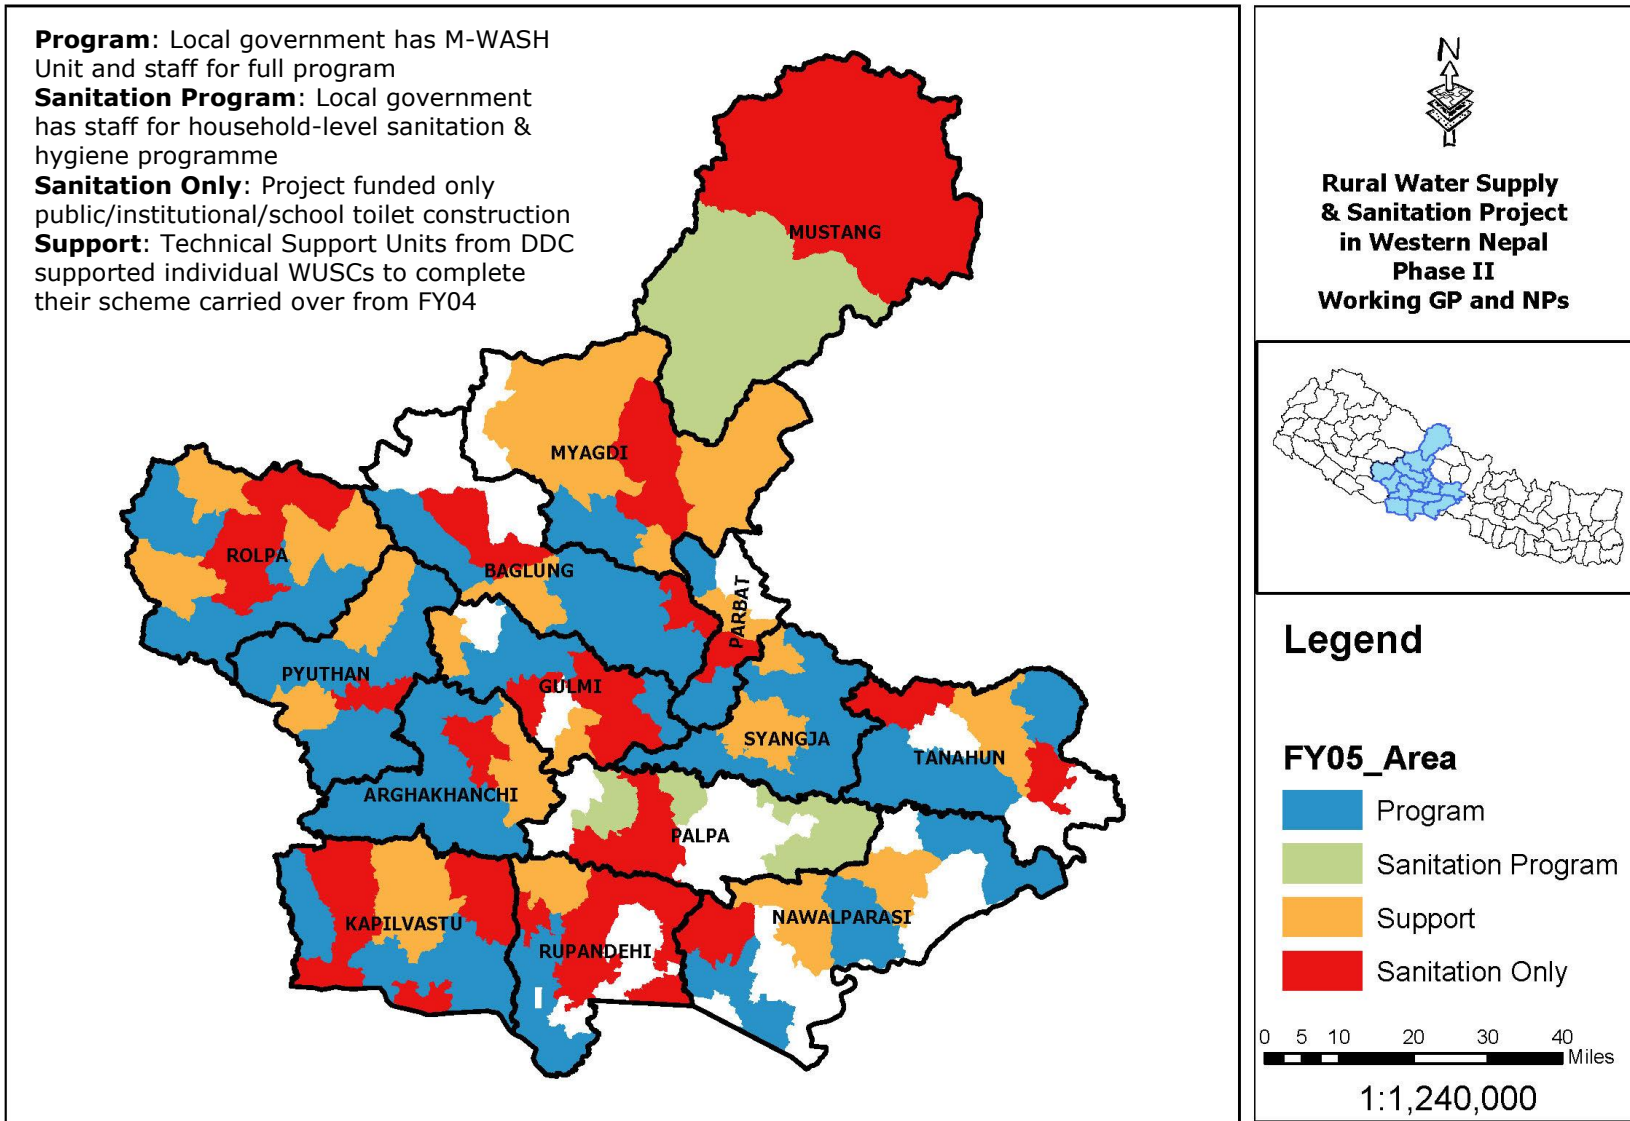 Program: Local government has M-WASH
Unit and staff for full program
Sanitation Program: Local government
has staff for household-level sanitation &
hygiene programme
Sanitation Only: Project funded only
public/institutional/school toilet construction
Support: Technical Support Units from DDC
supported individual WUSCs to complete
their scheme carried over from FY04
MUSTANG
MYAGDI
ROLPA
BAGLUNG
PARBAT
PYUTHAN
GULMI
SYANGJA
TANAHUN
ARGHAKHANCHI
PALPA
KAPILVASTU
RUPANDEHI
NAWALPARASI
N
Rural Water Supply
& Sanitation Project
in Western Nepal
Phase II
Working GP and NPs
Legend
FY05_Area
Program
Sanitation Program
Support
Sanitation Only
0 5 10 20 30 40
Miles
1:1,240,000